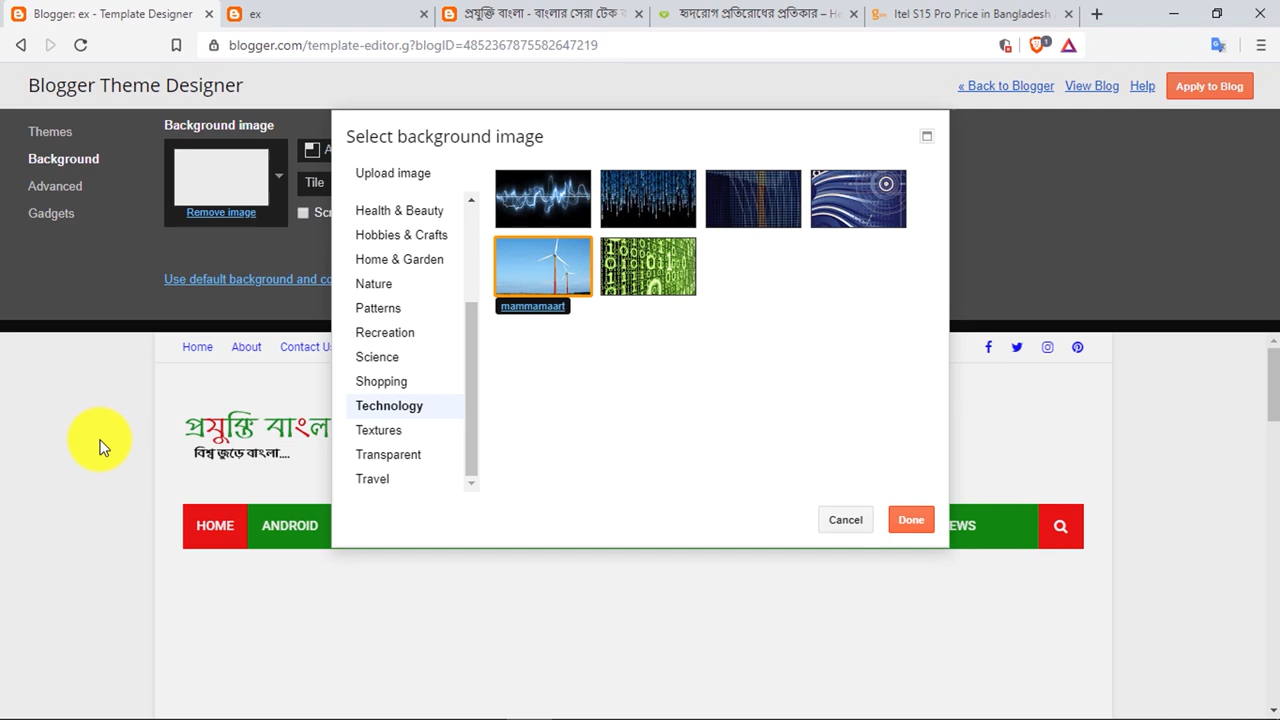 Blogger: ex - Template Designer
ex
প্রযুক্তি বাংলা - বাংলার সেরা টেক ব
হৃদরোগ প্রতিরোধের প্রতিকার – He
Itel S15 Pro Price in Bangladesh
blogger.com/template-editor.g?blogID=4852367875582647219
1
Blogger Theme Designer
« Back to Blogger
View Blog
Help
Apply to Blog
Themes
Background
Advanced
Gadgets
Background image
Remove image
A
Tile
Scr
Use default background and co
Select background image
Upload image
Health & Beauty
Hobbies & Crafts
Home & Garden
Nature
Patterns
Recreation
Science
Shopping
Technology
Textures
Transparent
Travel
mammamaart
Cancel
Done
Home
About
Contact Us
প্রযুক্তি বাংলা
বিশ্ব জুড়ে বাংলা....
HOME
ANDROID
EWS